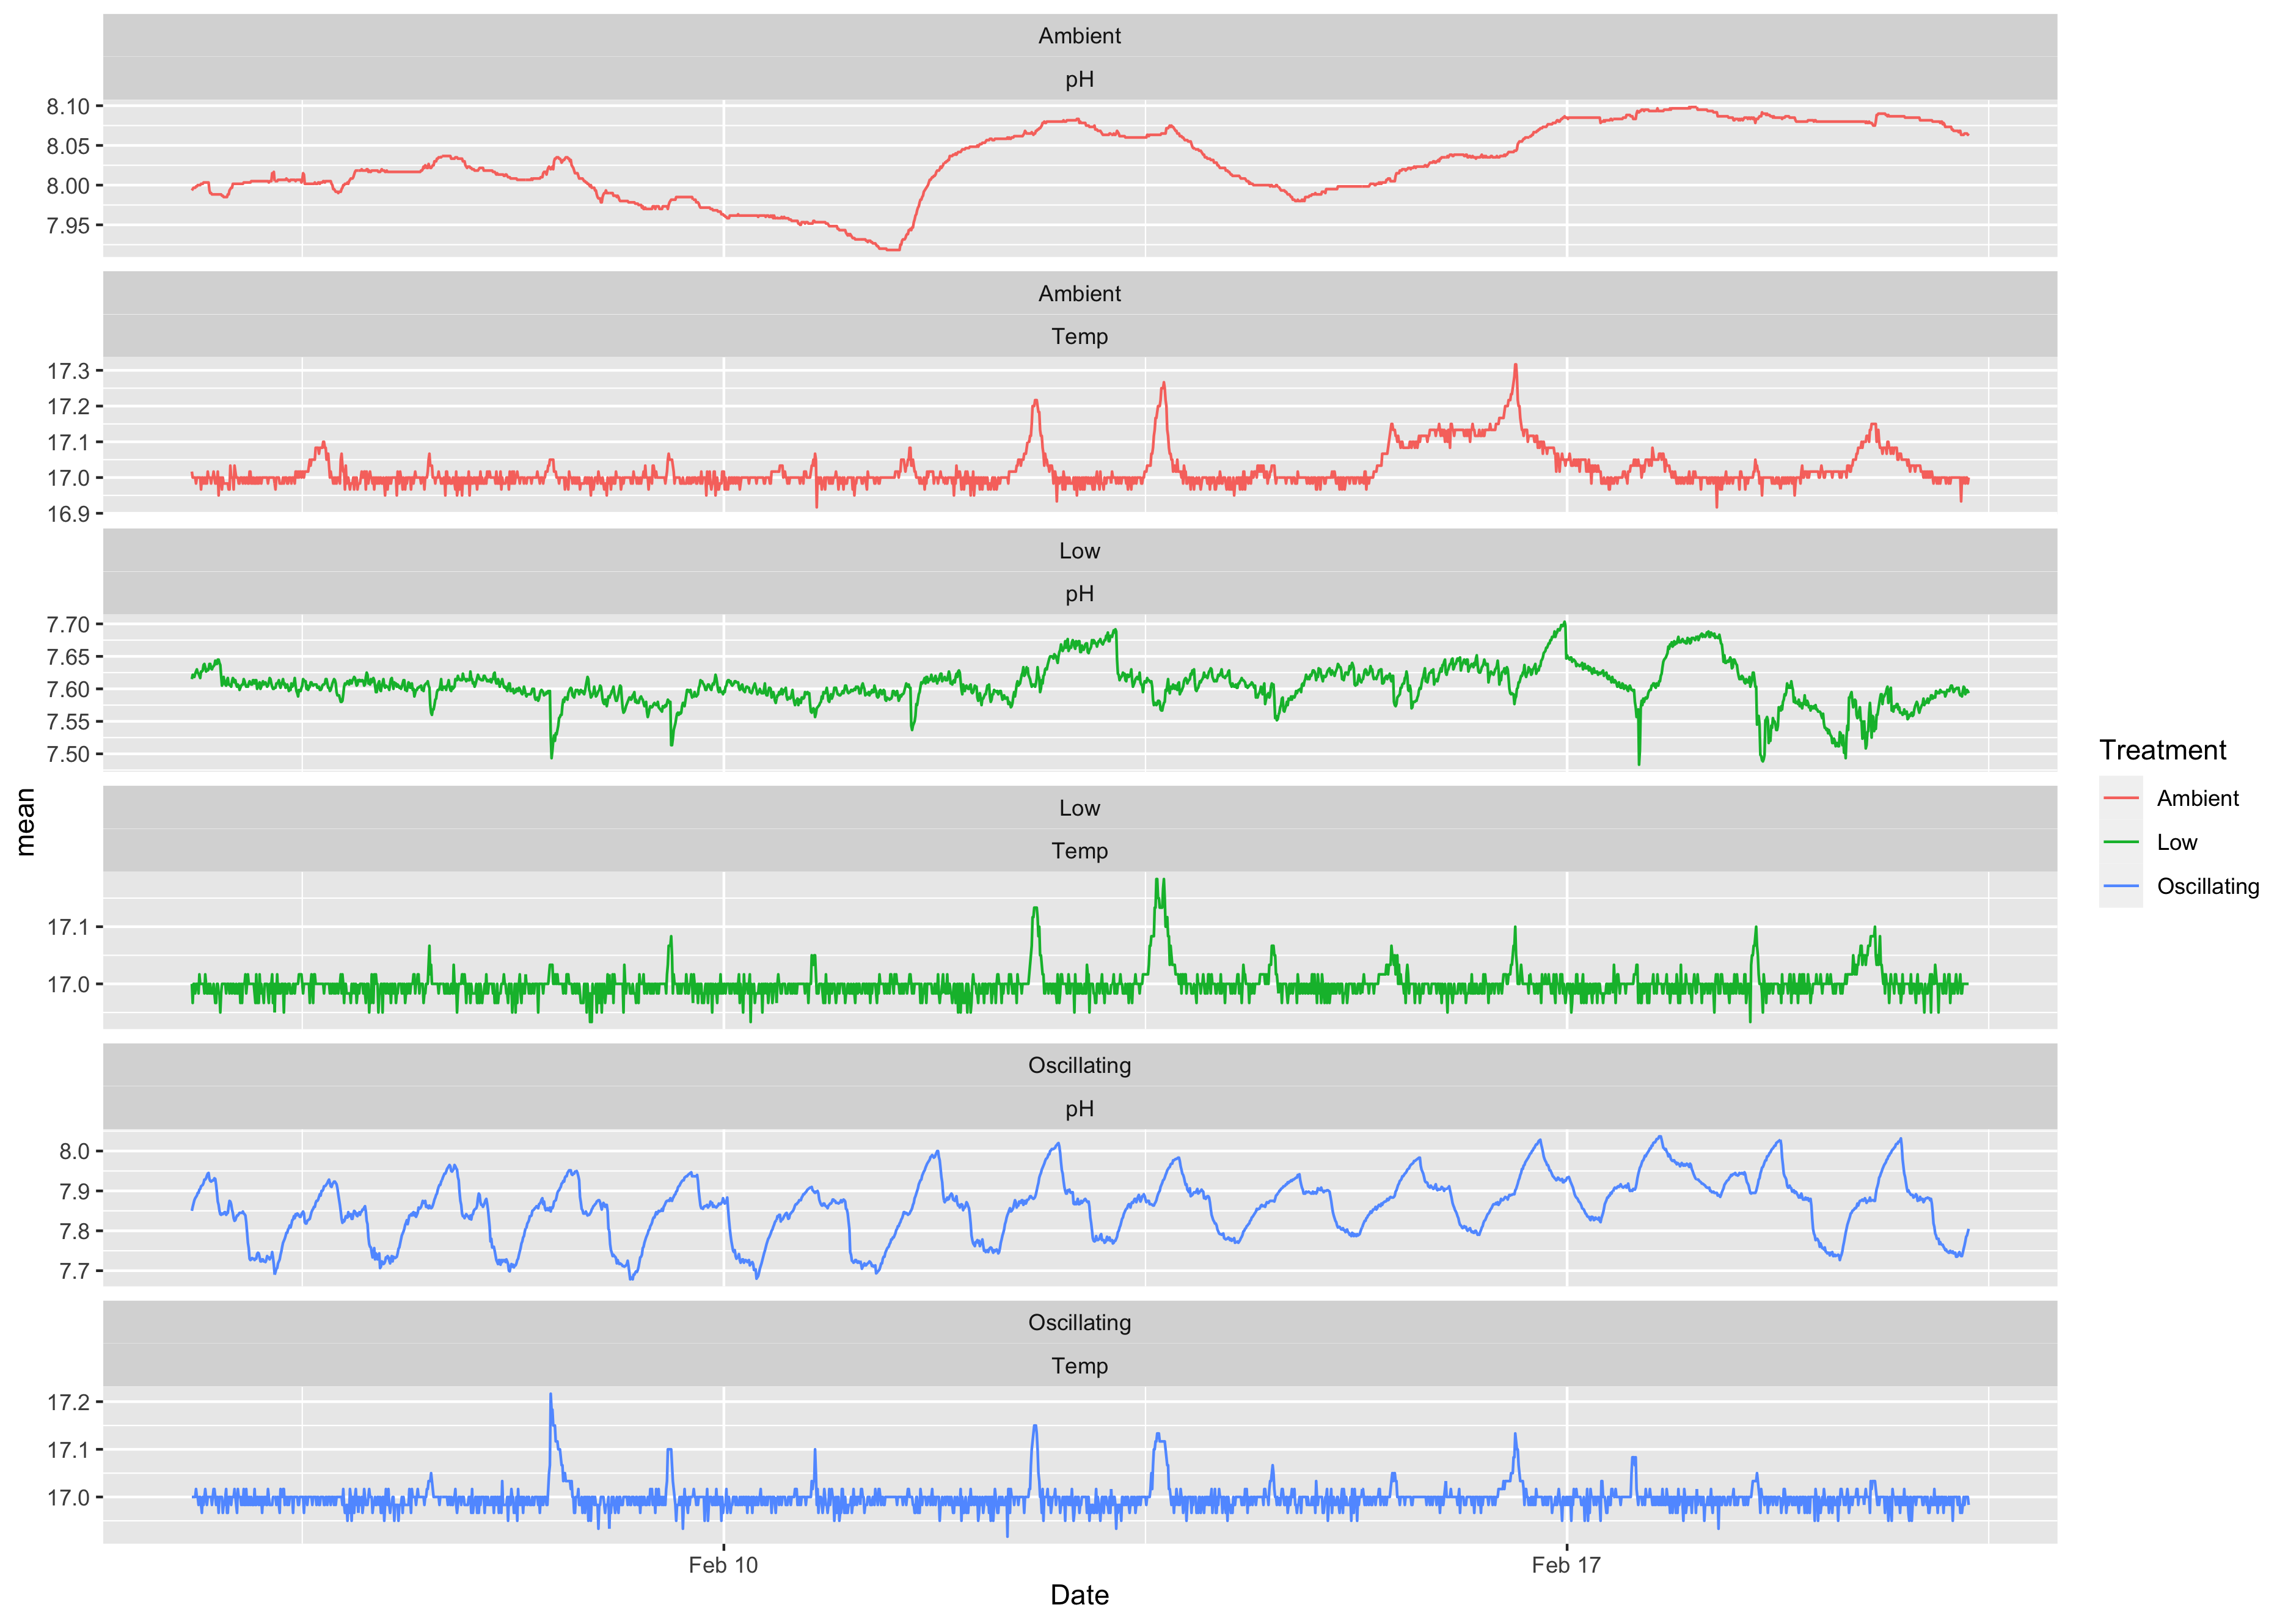 Ambient
pH
8.10
8.05
8.00
7.95
Ambient
Temp
17.3
17.2
17.1
17.0
16.9
Low
pH
7.70
7.65
7.60
7.55
7.50
Low
Temp
17.1
17.0
Oscillating
pH
8.0
7.9
7.8
7.7
Oscillating
Temp
17.2
17.1
17.0
Feb 10
Feb 17
Date
mean
Treatment
Ambient
Low
Oscillating